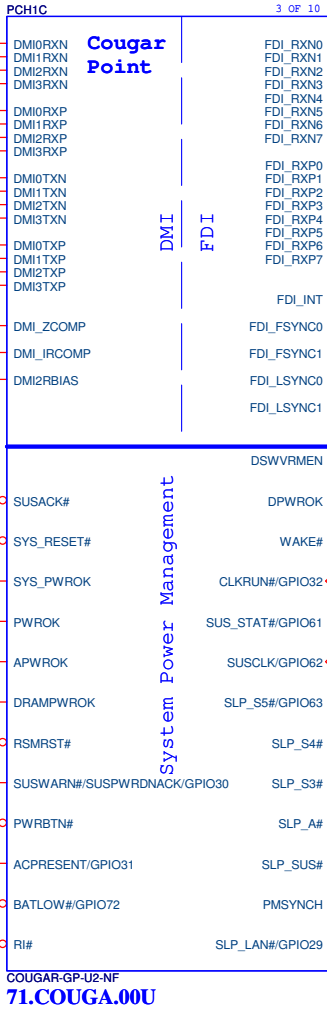 PCH1C 3 OF 10
Cougar
Point
DMI0RXN FDI_RXN0
DMI1RXN FDI_RXN1
DMI2RXN FDI_RXN2
DMI3RXN FDI_RXN3
FDI_RXN4
DMI0RXP FDI_RXN5
DMI1RXP FDI_RXN6
DMI2RXP FDI_RXN7
DMI3RXP
FDI_RXP0
DMI0TXN FDI_RXP1
DMI1TXN FDI_RXP2
DMI2TXN FDI_RXP3
DMI3TXN FDI_RXP4
FDI_RXP5
DMI0TXP FDI_RXP6
DMI1TXP FDI_RXP7
DMI2TXP
DMI3TXP
DMI
FDI
FDI_INT
DMI_ZCOMP FDI_FSYNC0
DMI_IRCOMP FDI_FSYNC1
DMI2RBIAS FDI_LSYNC0
FDI_LSYNC1
System Power Management
DSWVRMEN
SUSACK# DPWROK
SYS_RESET# WAKE#
SYS_PWROK CLKRUN#/GPIO32
PWROK SUS_STAT#/GPIO61
APWROK SUSCLK/GPIO62
DRAMPWROK SLP_S5#/GPIO63
RSMRST# SLP_S4#
SUSWARN#/SUSPWRDNACK/GPIO30 SLP_S3#
PWRBTN# SLP_A#
ACPRESENT/GPIO31 SLP_SUS#
BATLOW#/GPIO72 PMSYNCH
RI# SLP_LAN#/GPIO29
COUGAR-GP-U2-NF
71.COUGA.00U